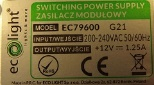 ecolight
SWITCHING POWER SUPPLY
ZASILACZ MODUŁOWY
MODEL EC79600 G21
INPUT/WEJŚCIE 200-240VAC 50/60Hz
OUTPUT/WYJŚCIE +12V 1.25A